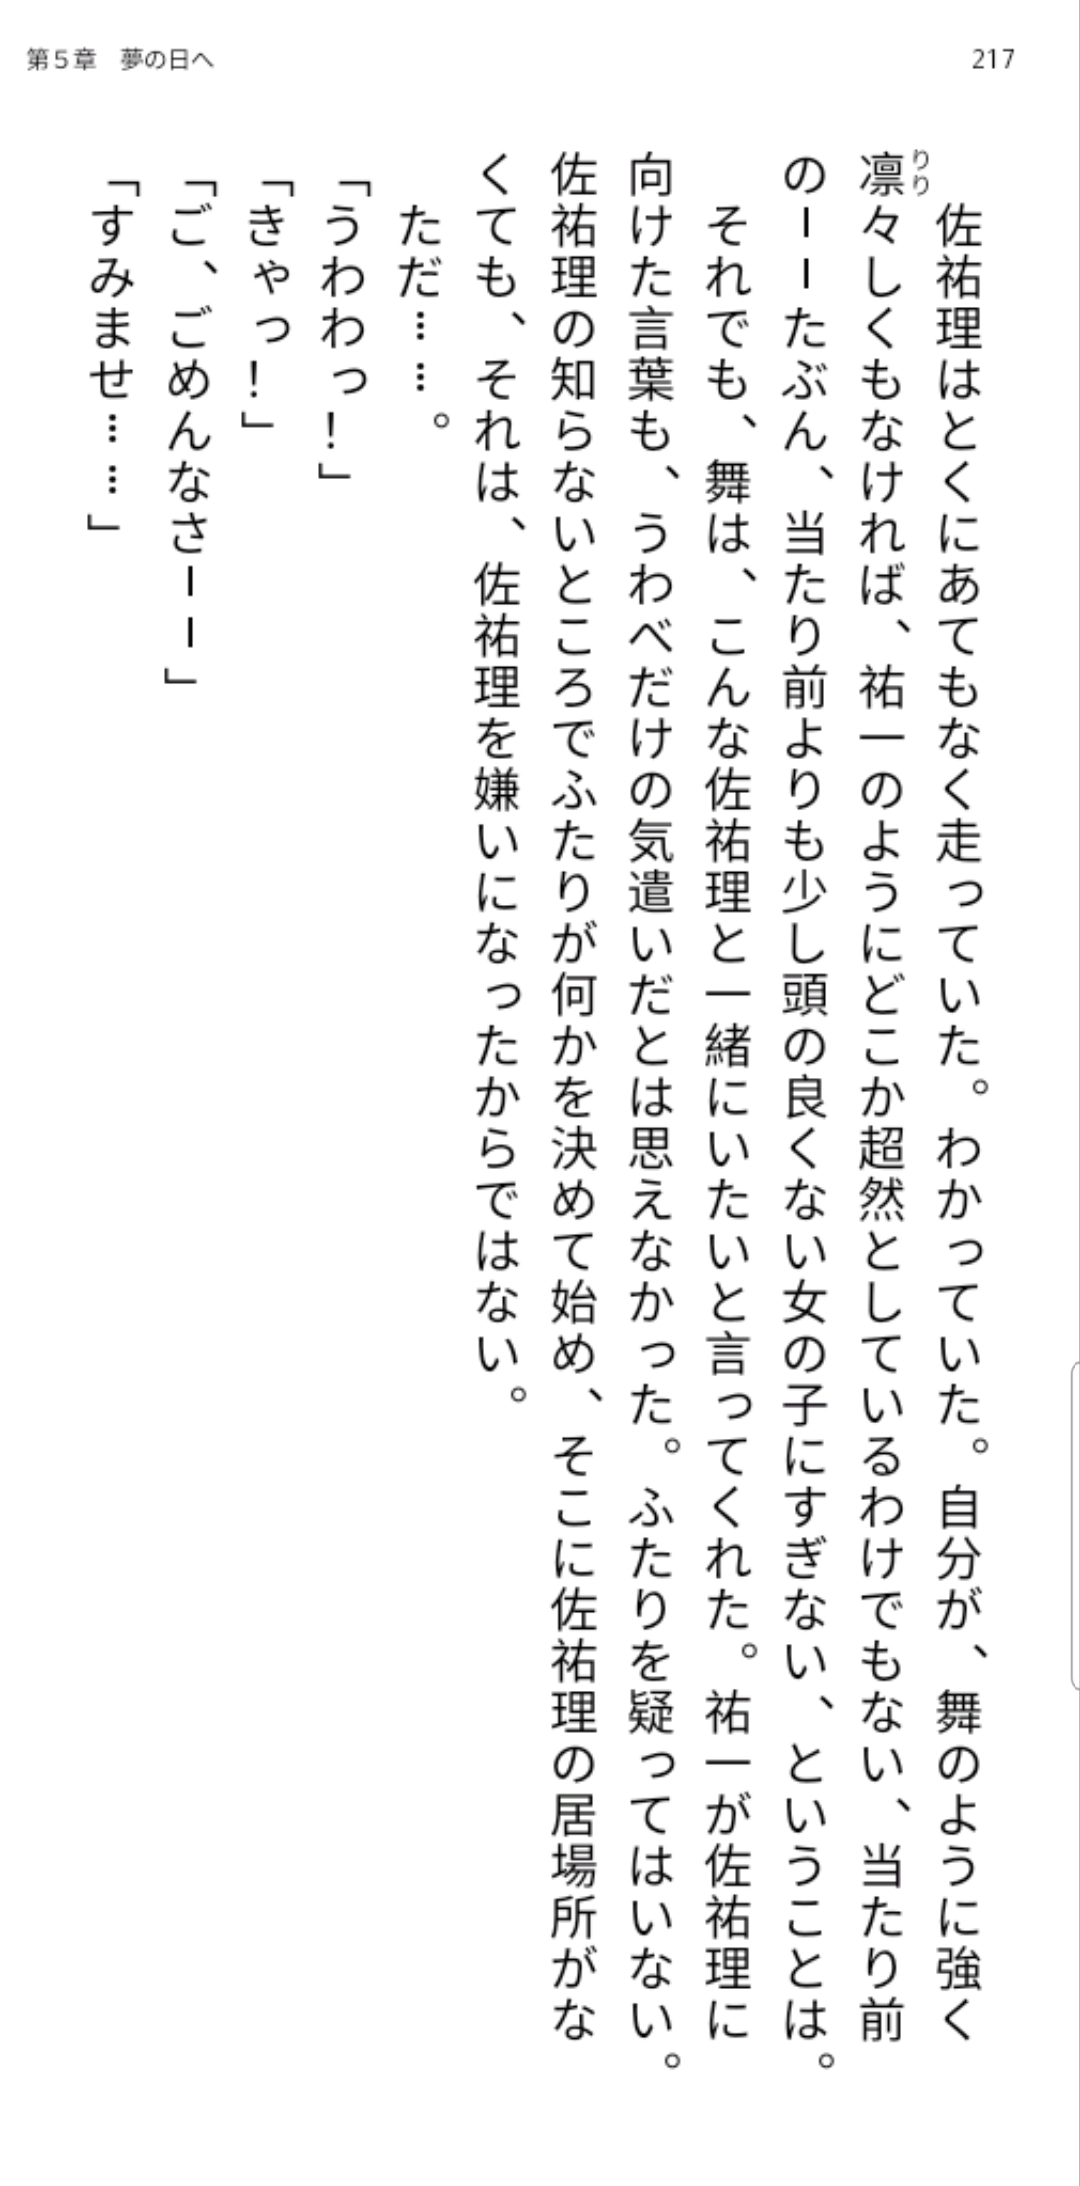 第5章　夢の日へ
217
　佐祐理はとくにあてもなく走っていた。わかっていた。自分が、舞のように強く
りり
凛々しくもなければ、祐一のようにどこか超然としているわけでもない、当たり前
のーーたぶん、当たり前よりも少し頭の良くない女の子にすぎない、ということは。
　それでも、舞は、こんな佐祐理と一緒にいたいと言ってくれた。祐一が佐祐理に
向けた言葉も、うわべだけの気遣いだとは思えなかった。ふたりを疑ってはいない。
佐祐理の知らないところでふたりが何かを決めて始め、そこに佐祐理の居場所がな
くても、それは、佐祐理を嫌いになったからではない。
　ただ……。
「うわわっ！」
「きゃっ！」
「ご、ごめんなさーー」
「すみませ……」